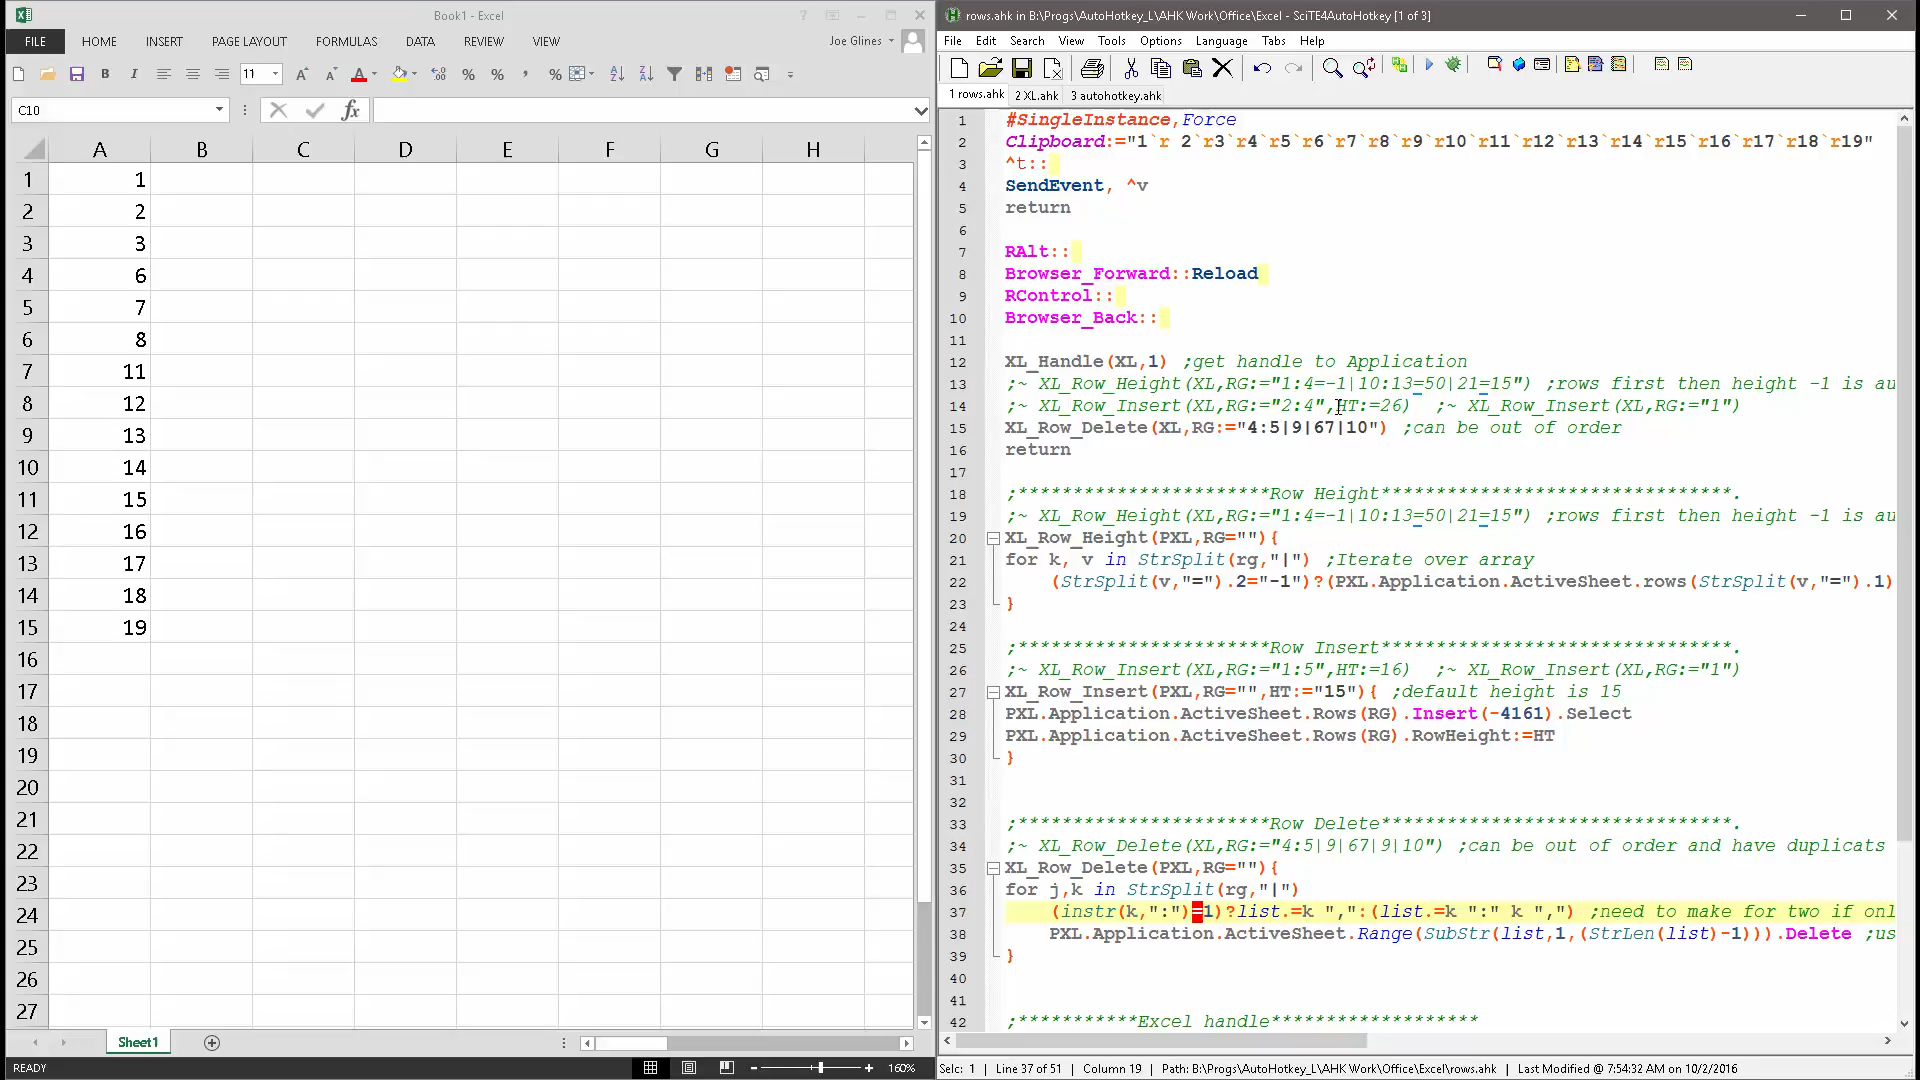 Book1 - Excel
?
FILE HOME INSERT PAGE LAYOUT FORMULAS DATA REVIEW VIEW Joe Glines
B I 11 A A A % % , %
C10 fx
A B C D E F G H
1 1
2 2
3 3
4 6
5 7
6 8
7 11
8 12
9 13
10 14
11 15
12 16
13 17
14 18
15 19
16
17
18
19
20
21
22
23
24
25
26
27
Sheet1
READY 160%
rows.ahk in B:\Progs\AutoHotkey_L\AHK Work\Office\Excel - SciTE4AutoHotkey [1 of 3]
File Edit Search View Tools Options Language Tabs Help
1 rows.ahk 2 XL.ahk 3 autohotkey.ahk
1 #SingleInstance,Force
2 Clipboard:="1`r 2`r3`r4`r5`r6`r7`r8`r9`r10`r11`r12`r13`r14`r15`r16`r17`r18`r19"
3 ^t::
4 SendEvent, ^v
5 return
6
7 RAlt::
8 Browser_Forward::Reload
9 RControl::
10 Browser_Back::
11
12 XL_Handle(XL,1) ;get handle to Application
13 ;~ XL_Row_Height(XL,RG:="1:4=-1|10:13=50|21=15") ;rows first then height -1 is au
14 ;~ XL_Row_Insert(XL,RG:="2:4",HT:=26) ;~ XL_Row_Insert(XL,RG:="1")
15 XL_Row_Delete(XL,RG:="4:5|9|67|10") ;can be out of order
16 return
17
18 ;************************Row Height********************************.
19 ;~ XL_Row_Height(XL,RG:="1:4=-1|10:13=50|21=15") ;rows first then height -1 is au
20 XL_Row_Height(PXL,RG=""){
21 for k, v in StrSplit(rg,"|") ;Iterate over array
22 (StrSplit(v,"=").2="-1")?(PXL.Application.ActiveSheet.rows(StrSplit(v,"=").1)
23 }
24
25 ;************************Row Insert********************************.
26 ;~ XL_Row_Insert(XL,RG:="1:5",HT:=16) ;~ XL_Row_Insert(XL,RG:="1")
27 XL_Row_Insert(PXL,RG="",HT:="15"){ ;default height is 15
28 PXL.Application.ActiveSheet.Rows(RG).Insert(-4161).Select
29 PXL.Application.ActiveSheet.Rows(RG).RowHeight:=HT
30 }
31
32
33 ;************************Row Delete********************************.
34 ;~ XL_Row_Delete(XL,RG:="4:5|9|67|9|10") ;can be out of order and have duplicats
35 XL_Row_Delete(PXL,RG=""){
36 for j,k in StrSplit(rg,"|")
37 (instr(k,":")=1)?list.=k ",":(list.=k ":" k ",") ;need to make for two if onl
38 PXL.Application.ActiveSheet.Range(SubStr(list,1,(StrLen(list)-1))).Delete ;us
39 }
40
41
42 ;***********Excel handle*******************
Selc: 1 | Line 37 of 51 | Column 19 | Path: B:\Progs\AutoHotkey_L\AHK Work\Office\Excel\rows.ahk | Last Modified @ 7:54:32 AM on 10/2/2016